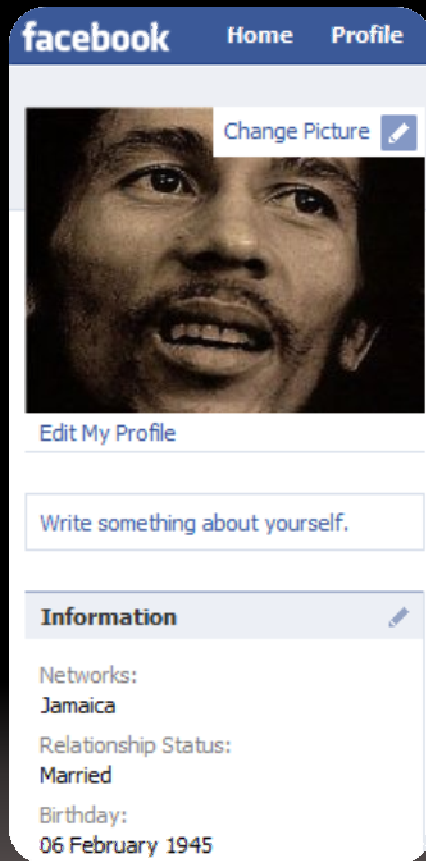 facebook Home Profile
Change Picture
Edit My Profile
Write something about yourself.
Information
Networks:
Jamaica
Relationship Status:
Married
Birthday:
06 February 1945